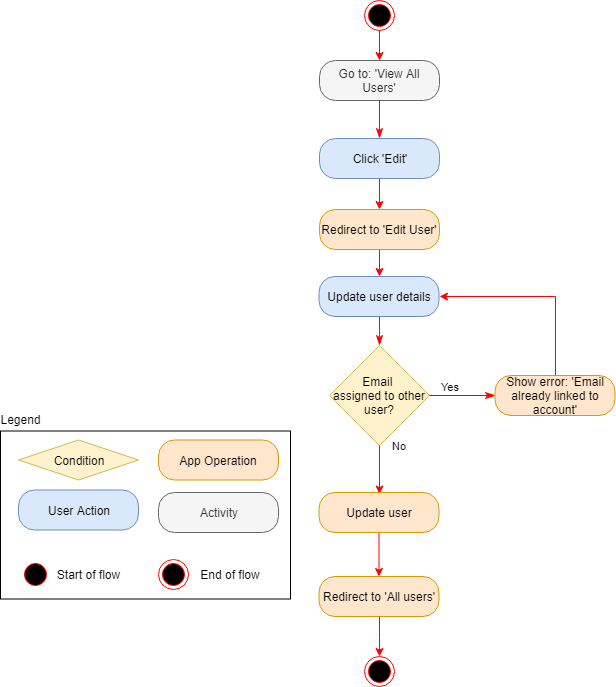 Go to: 'View All
Users'
Click 'Edit'
Redirect to 'Edit User'
Update user details
Email
assigned to other
user?
Yes
Show error: 'Email
already linked to
account'
No
Update user
Redirect to 'All users'
Legend
Condition
App Operation
User Action
Activity
Start of flow
End of flow